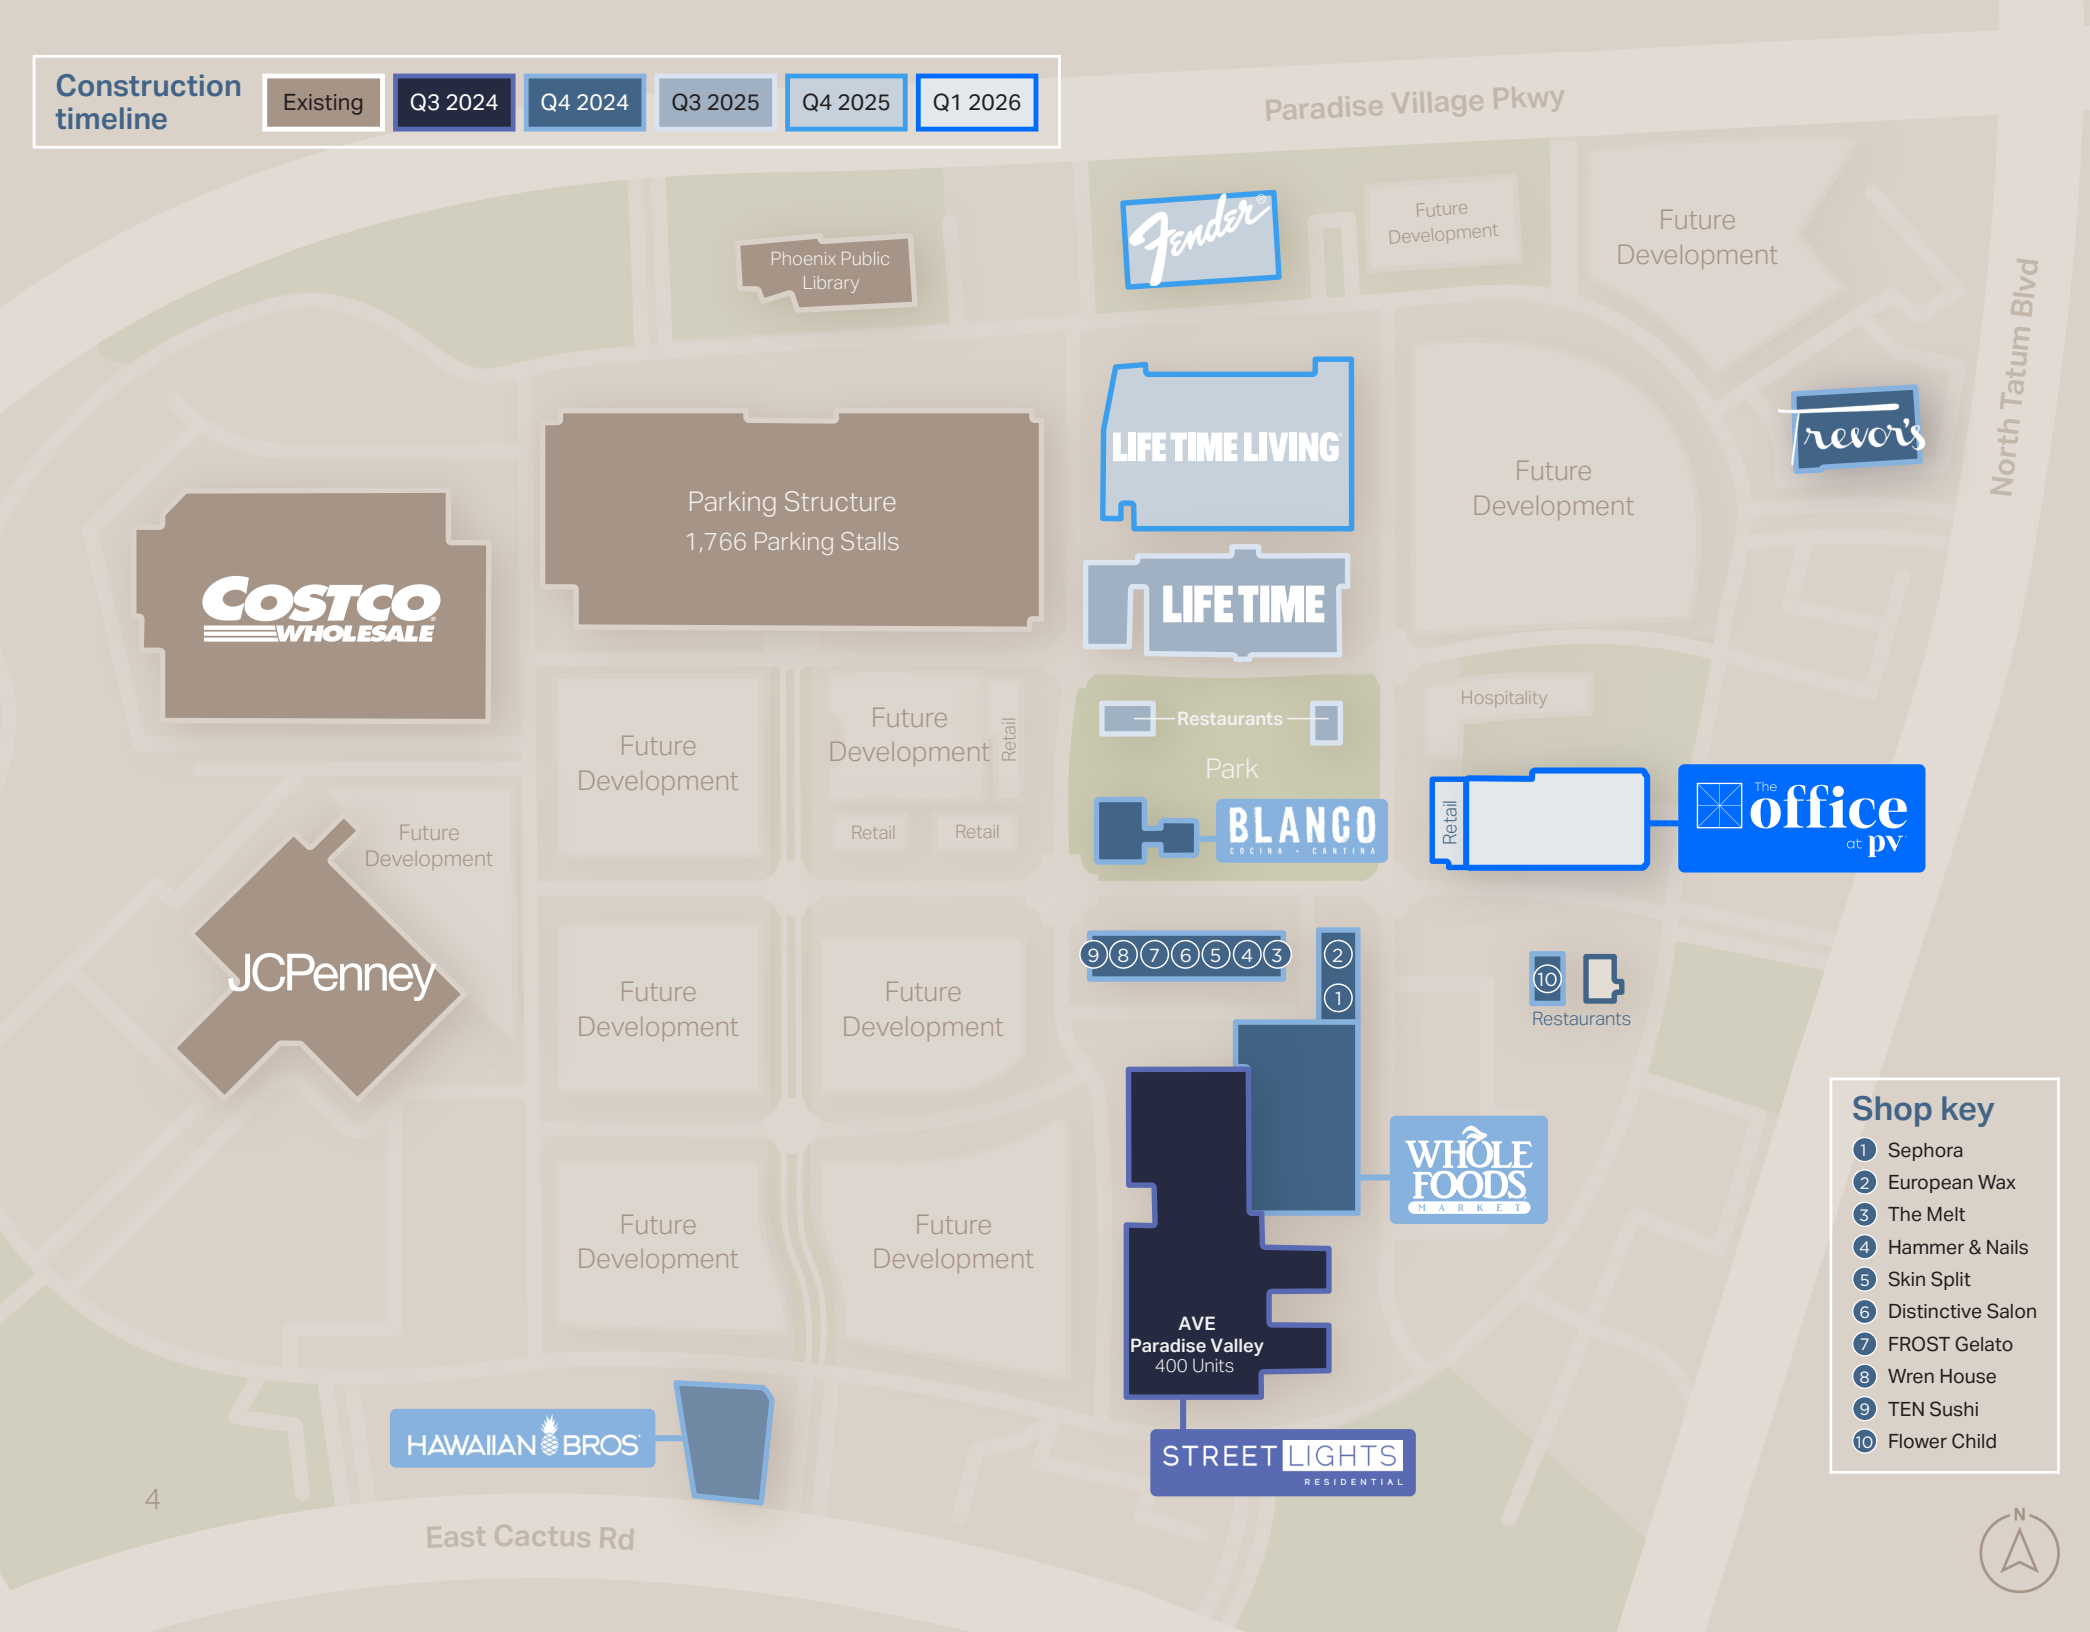 Construction
timeline
Existing
Q3 2024
Q4 2024
Q3 2025
Q4 2025
Q1 2026
Paradise Village Pkwy
Phoenix Public
Library
Fender®
Future
Development
Future
Development
North Tatum Blvd
Trevor's
LIFE TIME LIVING
Parking Structure
1,766 Parking Stalls
Future
Development
COSTCO
WHOLESALE
LIFE TIME
Future
Development
Future
Development
Retail
Retail
Retail
Restaurants
Park
BLANCO
COCINA + CANTINA
Hospitality
Retail
The
office
at pv
Future
Development
JCPenney
Future
Development
Future
Development
9 8 7 6 5 4 3
2
1
10
Restaurants
WHOLE
FOODS
MARKET
Future
Development
Future
Development
AVE
Paradise Valley
400 Units
STREETLIGHTS
RESIDENTIAL
HAWAIIAN BROS
East Cactus Rd
Shop key
1 Sephora
2 European Wax
3 The Melt
4 Hammer & Nails
5 Skin Split
6 Distinctive Salon
7 FROST Gelato
8 Wren House
9 TEN Sushi
10 Flower Child
N
4